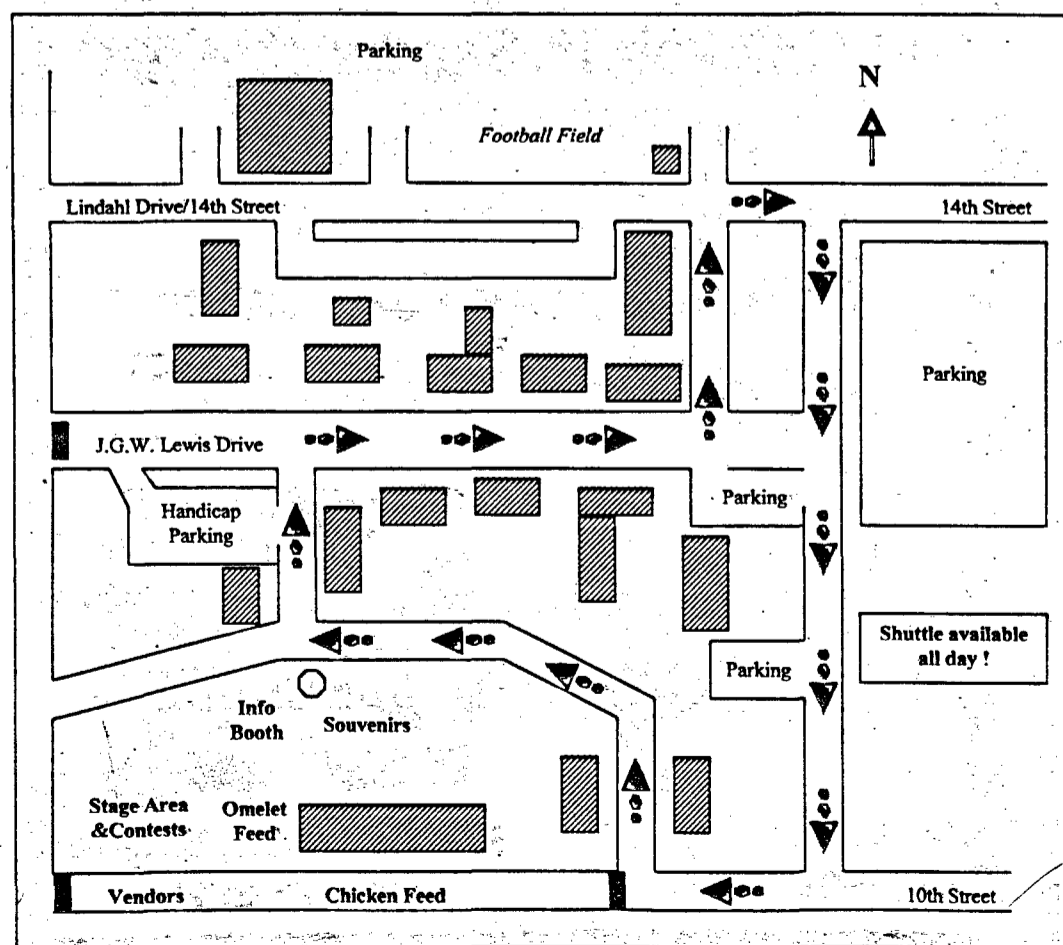 Parking
N
Football Field
Lindahl Drive/14th Street
14th Street
Parking
J.G.W. Lewis Drive
Handicap
Parking
Parking
Shuttle available
all day !
Parking
Info
Booth
Souvenirs
Stage Area
&Contests
Omelet
Feed
Vendors
Chicken Feed
10th Street